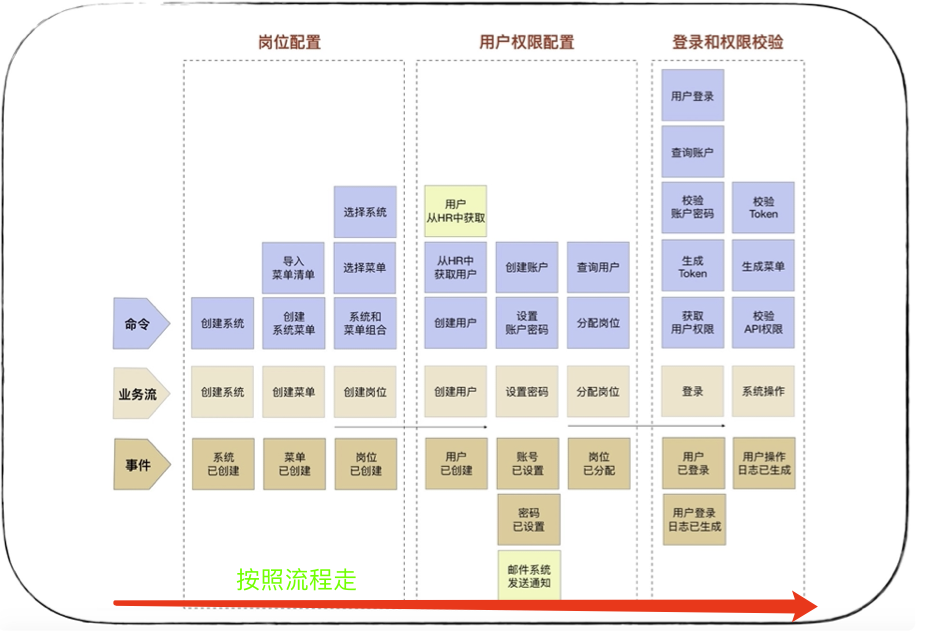 岗位配置
用户权限配置
登录和权限校验
用户登录
查询账户
选择系统
用户
从HR中获取
校验
账户密码
校验
Token
导入
菜单清单
选择菜单
从HR中
获取用户
创建账户
查询用户
生成
Token
生成菜单
命令
创建系统
创建
系统菜单
系统和
菜单组合
创建用户
设置
账户密码
分配岗位
获取
用户权限
校验
API权限
业务流
创建系统
创建菜单
创建岗位
创建用户
设置密码
分配岗位
登录
系统操作
事件
系统
已创建
菜单
已创建
岗位
已创建
用户
已创建
账号
已设置
岗位
已分配
用户
已登录
用户操作
日志已生成
密码
已设置
用户登录
日志已生成
邮件系统
发送通知
按照流程走